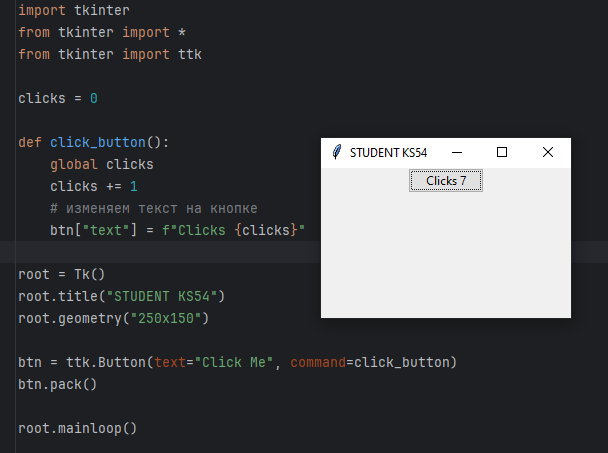 import tkinter
from tkinter import *
from tkinter import ttk
clicks = 0
def click_button():
    global clicks
    clicks += 1
    # изменяем текст на кнопке
    btn["text"] = f"Clicks {clicks}"
root = Tk()
root.title("STUDENT KS54")
root.geometry("250x150")
btn = ttk.Button(text="Click Me", command=click_button)
btn.pack()
root.mainloop()
STUDENT KS54
Clicks 7